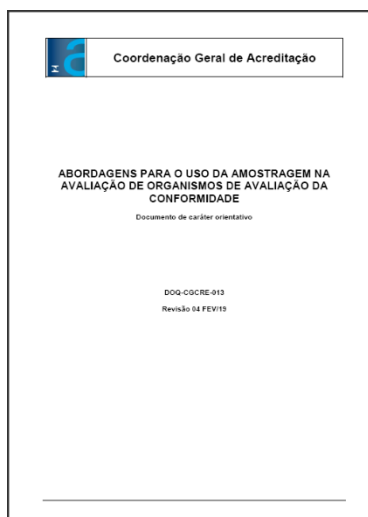 Coordenação Geral de Acreditação
ABORDAGENS PARA O USO DA AMOSTRAGEM NA
AVALIAÇÃO DE ORGANISMOS DE AVALIAÇÃO DA
CONFORMIDADE
Documento de caráter orientativo
DOQ-CGCRE-013
Revisão 04 FEV/19